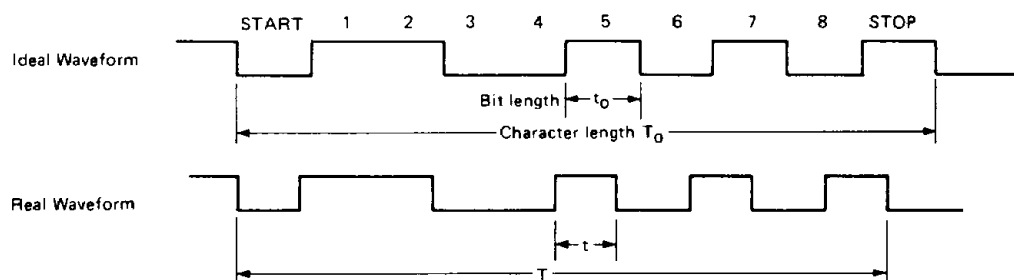 START 1 2 3 4 5 6 7 8 STOP
Ideal Waveform
Bit length t₀
Character length T₀
Real Waveform
t
T